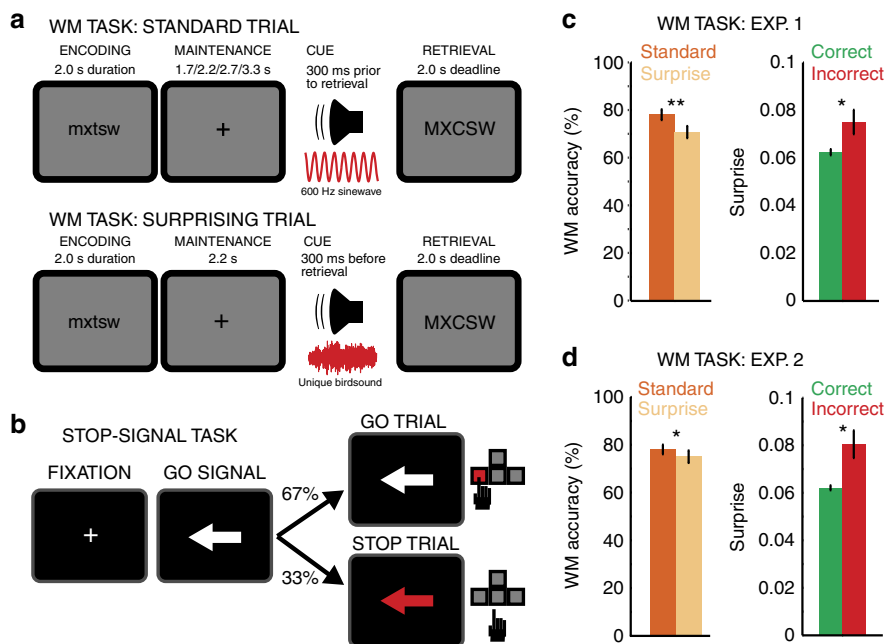 a
WM TASK: STANDARD TRIAL
ENCODING
2.0 s duration
mxtsw
MAINTENANCE
1.7/2.2/2.7/3.3 s
+
CUE
300 ms prior
to retrieval
600 Hz sinewave
RETRIEVAL
2.0 s deadline
MXCSW
WM TASK: SURPRISING TRIAL
ENCODING
2.0 s duration
mxtsw
MAINTENANCE
2.2 s
+
CUE
300 ms before
retrieval
Unique birdsound
RETRIEVAL
2.0 s deadline
MXCSW
b
STOP-SIGNAL TASK
FIXATION
+
GO SIGNAL
67%
33%
GO TRIAL
STOP TRIAL
c
WM TASK: EXP. 1
Standard
Surprise
**
WM accuracy (%)
100
80
60
40
20
0
Correct
Incorrect
*
Surprise
0.1
0.08
0.06
0.04
0.02
0
d
WM TASK: EXP. 2
Standard
Surprise
*
WM accuracy (%)
100
80
60
40
20
0
Correct
Incorrect
*
Surprise
0.1
0.08
0.06
0.04
0.02
0